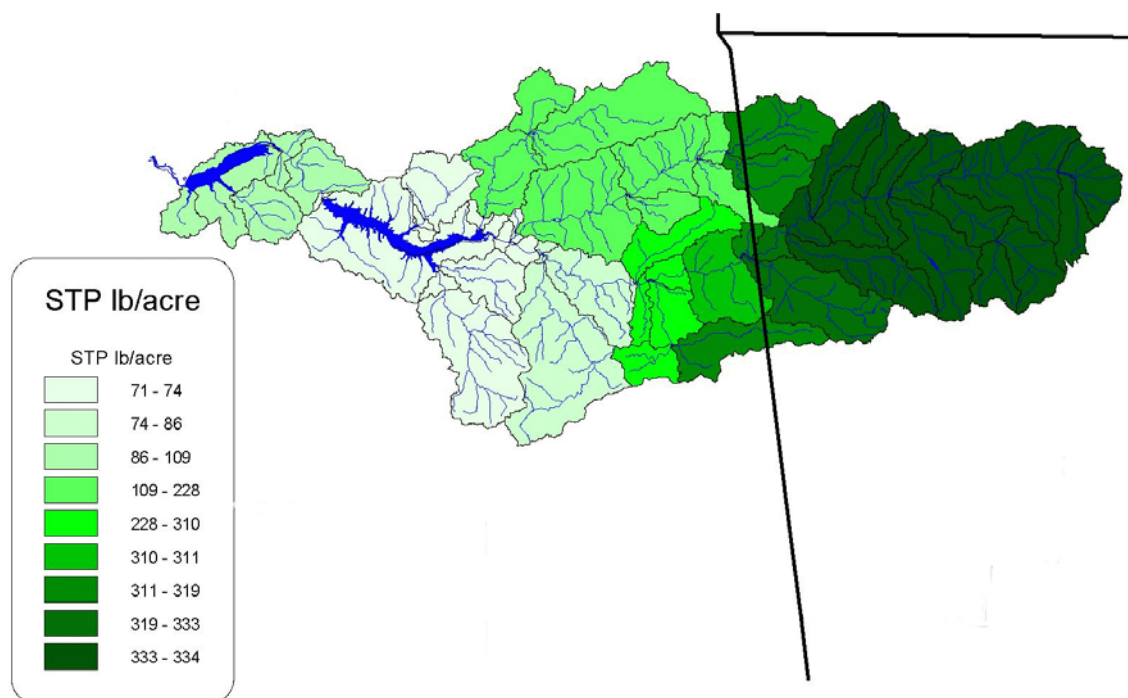 STP lb/acre
STP lb/acre
71 - 74
74 - 86
86 - 109
109 - 228
228 - 310
310 - 311
311 - 319
319 - 333
333 - 334